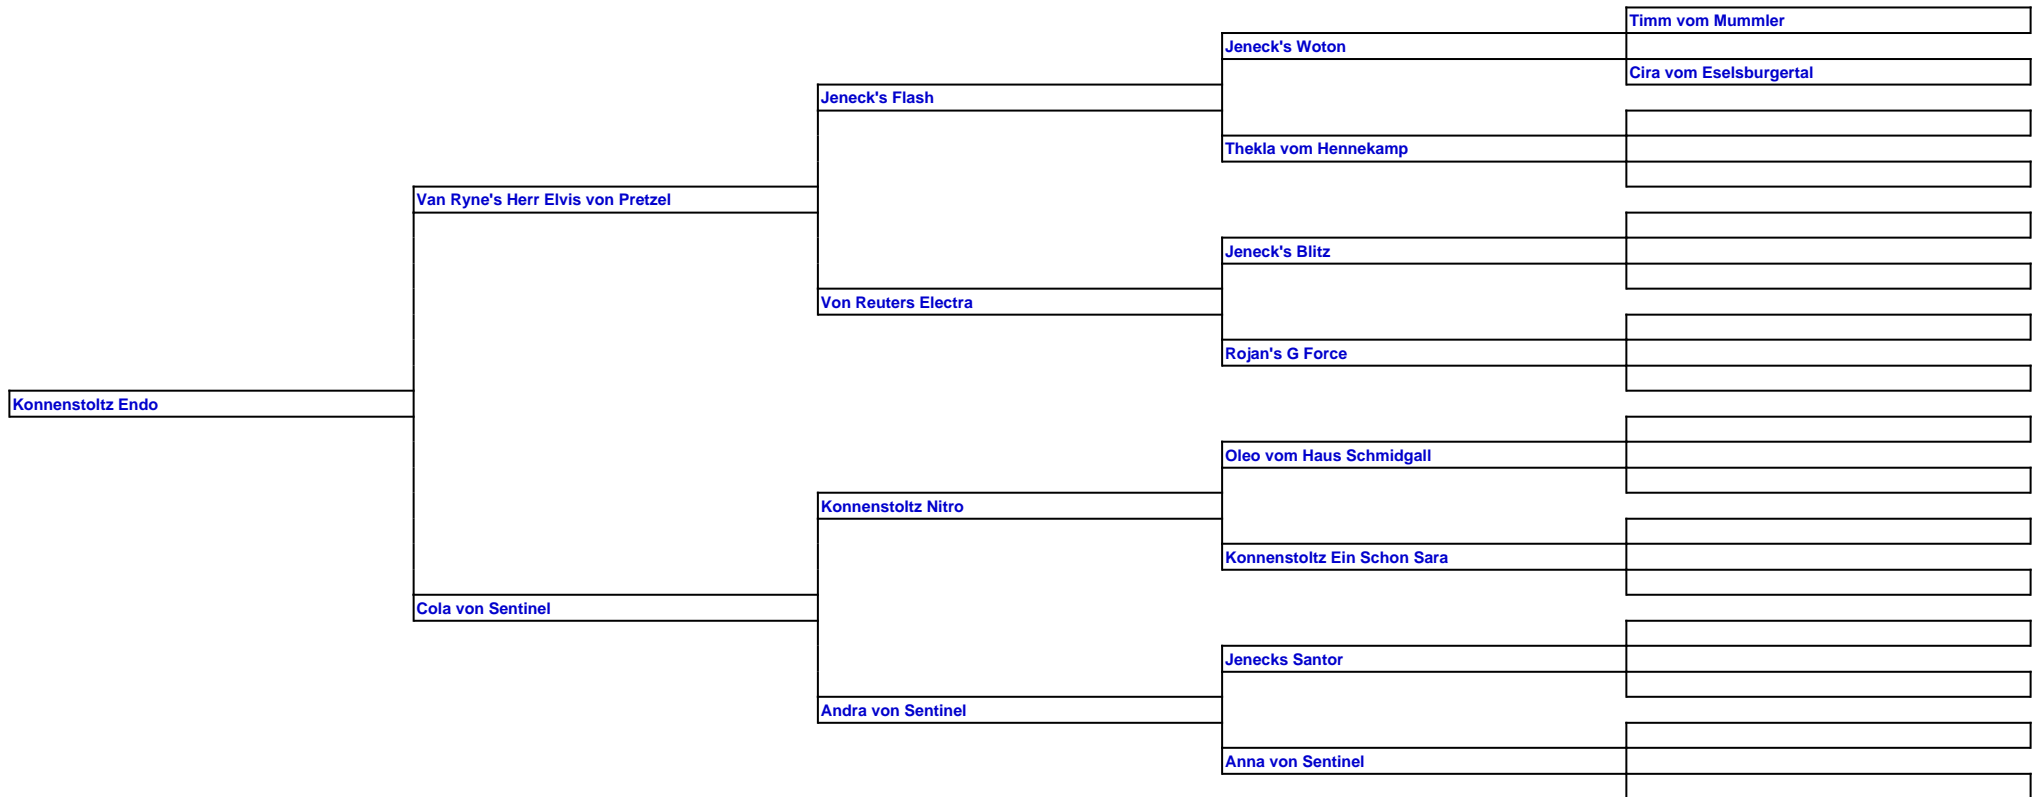 Timm vom Mummler
Jeneck's Woton
Cira vom Eselsburgertal
Jeneck's Flash
Thekla vom Hennekamp
Van Ryne's Herr Elvis von Pretzel
Jeneck's Blitz
Von Reuters Electra
Rojan's G Force
Konnenstoltz Endo
Oleo vom Haus Schmidgall
Konnenstoltz Nitro
Konnenstoltz Ein Schon Sara
Cola von Sentinel
Jenecks Santor
Andra von Sentinel
Anna von Sentinel